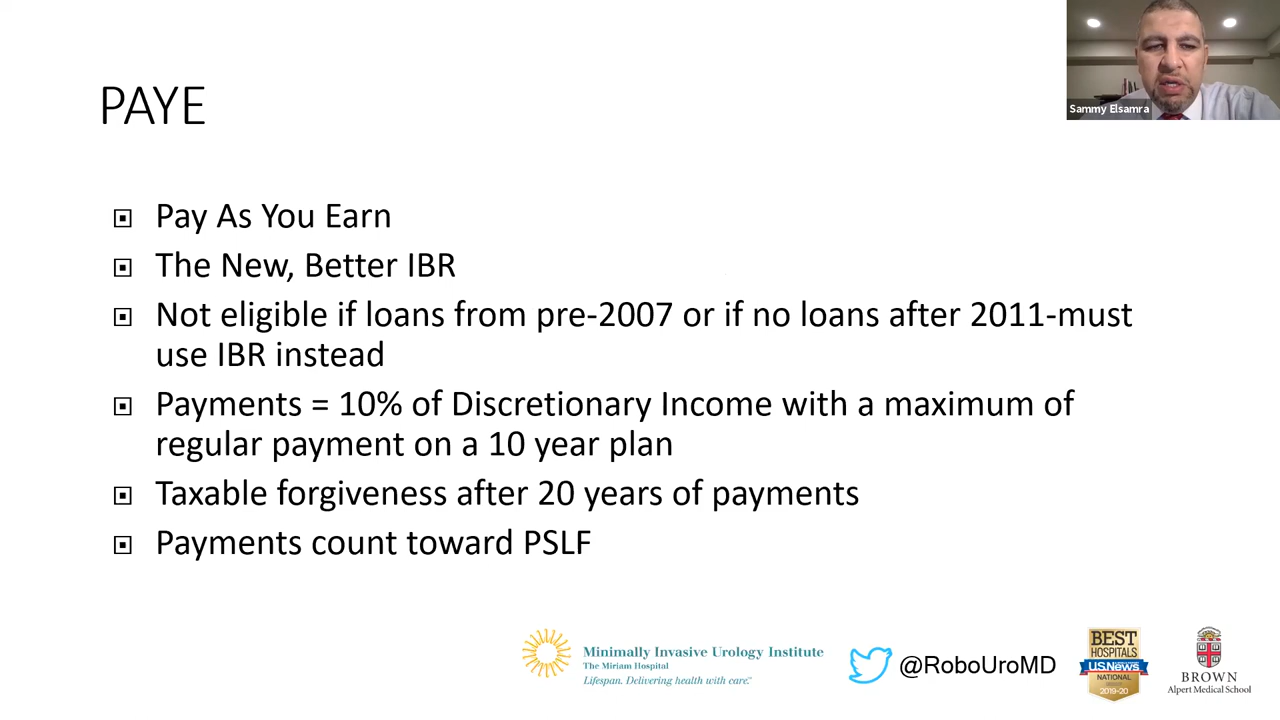 PAYE
Sammy Elsamra
Pay As You Earn
The New, Better IBR
Not eligible if loans from pre-2007 or if no loans after 2011-must
use IBR instead
Payments = 10% of Discretionary Income with a maximum of
regular payment on a 10 year plan
Taxable forgiveness after 20 years of payments
Payments count toward PSLF
Minimally Invasive Urology Institute
The Miriam Hospital
Lifespan. Delivering health with care.
@RoboUroMD
BEST
HOSPITALS
U.S.News
NATIONAL
2019-20
BROWN
Alpert Medical School